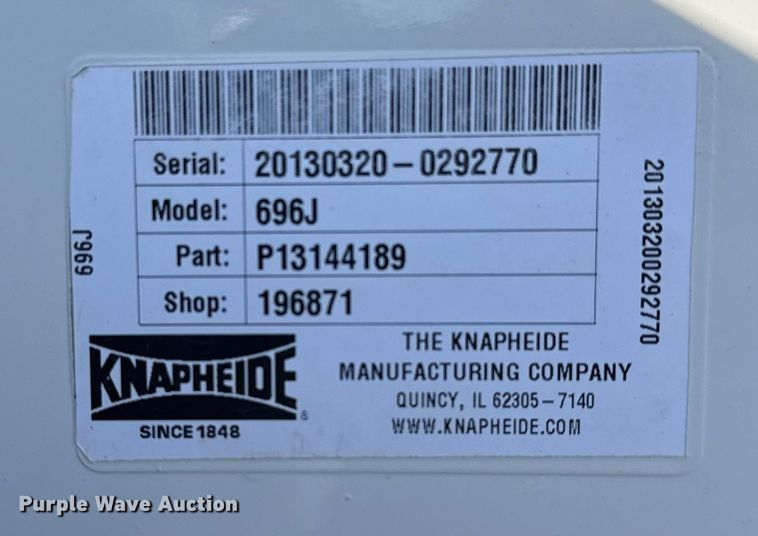 Serial: 20130320-0292770
Model: 696J
Part: P13144189
Shop: 196871
696J
201303200292770
KNAPHEIDE
®
SINCE 1848
THE KNAPHEIDE
MANUFACTURING COMPANY
QUINCY, IL 62305-7140
WWW.KNAPHEIDE.COM
Purple Wave Auction